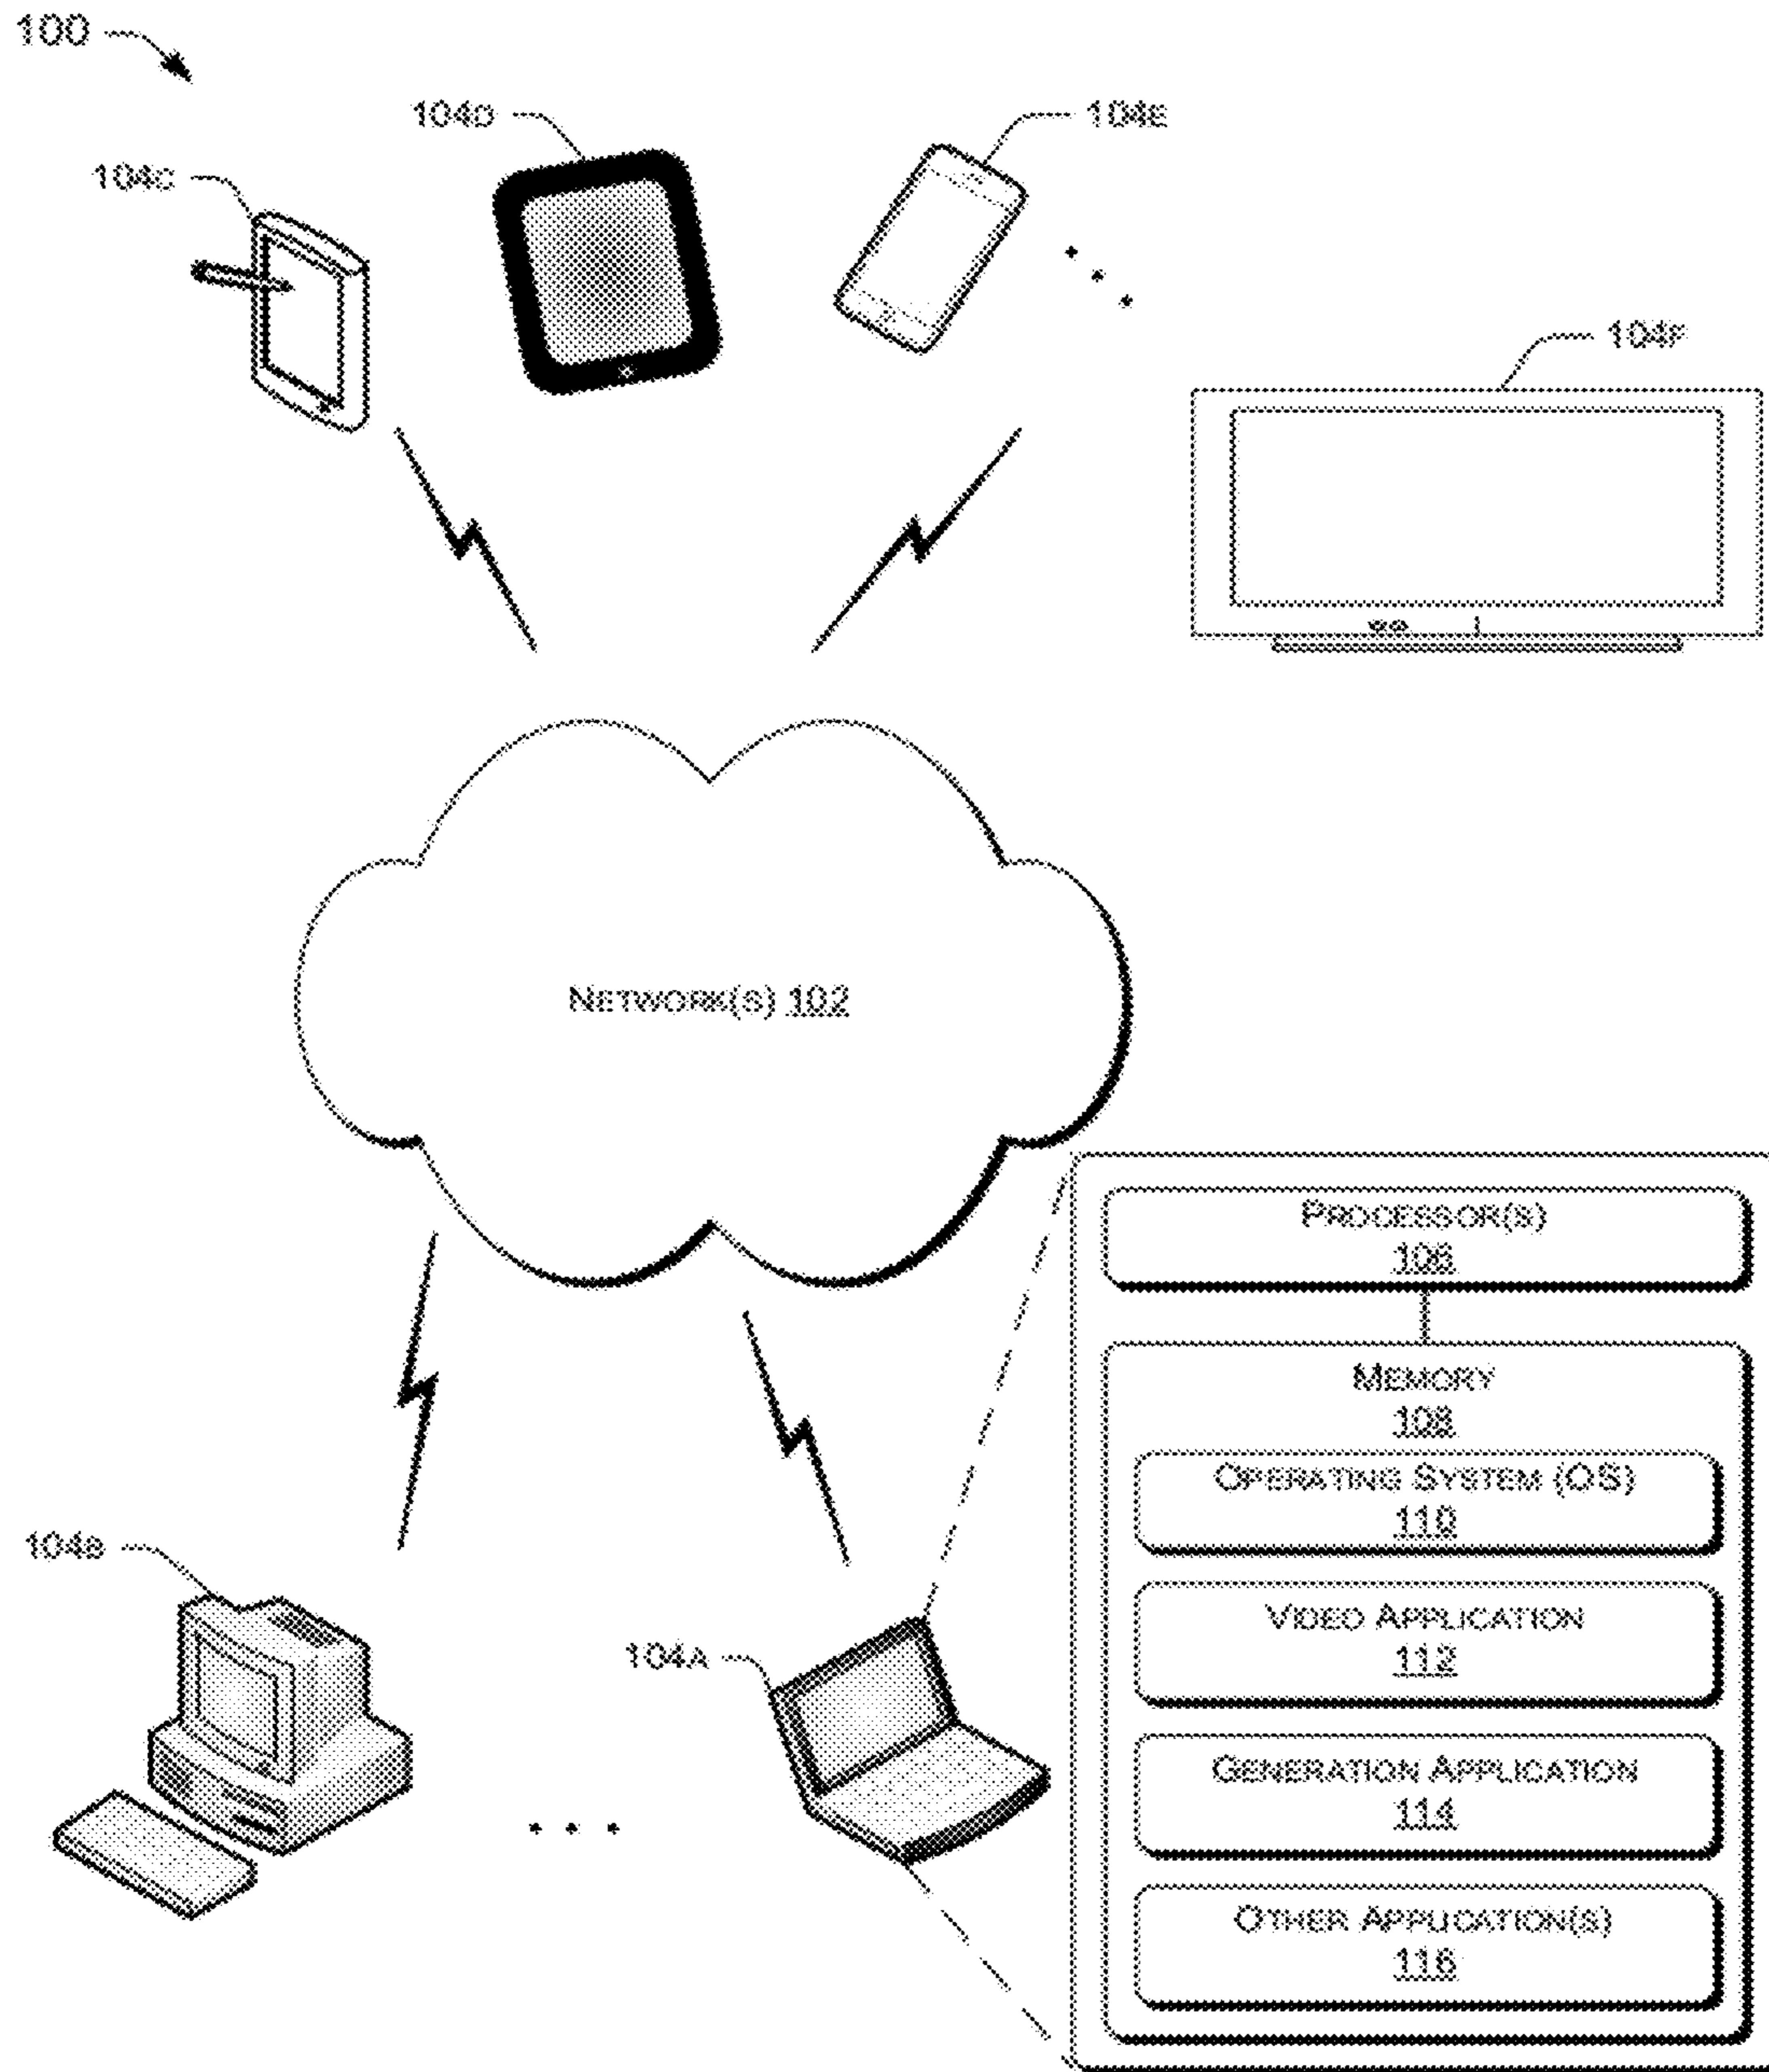 100
104D
104E
104C
104F
NETWORK(S) 102
PROCESSOR(S)
106
MEMORY
108
OPERATING SYSTEM (OS)
110
104B
VIDEO APPLICATION
112
104A
GENERATION APPLICATION
114
OTHER APPLICATION(S)
116